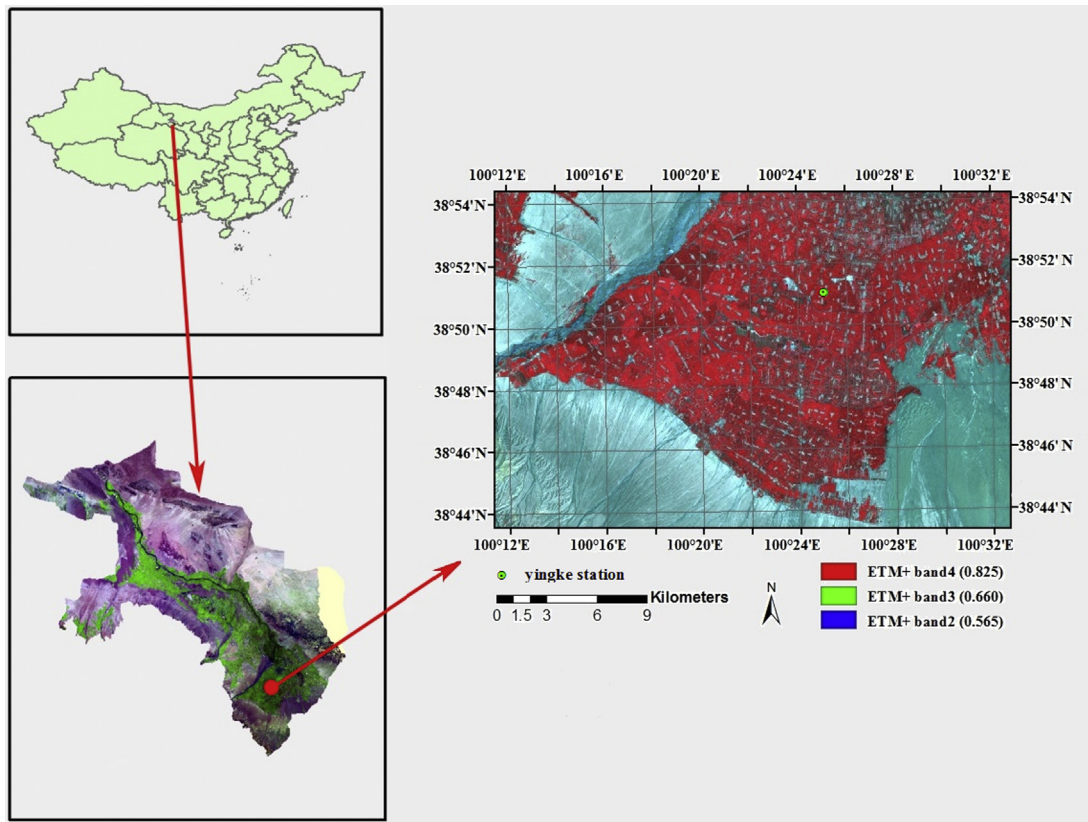 100°12'E 100°16'E 100°20'E 100°24'E 100°28'E 100°32'E
38°54'N 38°54'N
38°52'N 38°52'N
38°50'N 38°50'N
38°48'N 38°48'N
38°46'N 38°46'N
38°44'N 38°44'N
100°12'E 100°16'E 100°20'E 100°24'E 100°28'E 100°32'E
yingke station
Kilometers
0 1.5 3 6 9
N
ETM+ band4 (0.825)
ETM+ band3 (0.660)
ETM+ band2 (0.565)